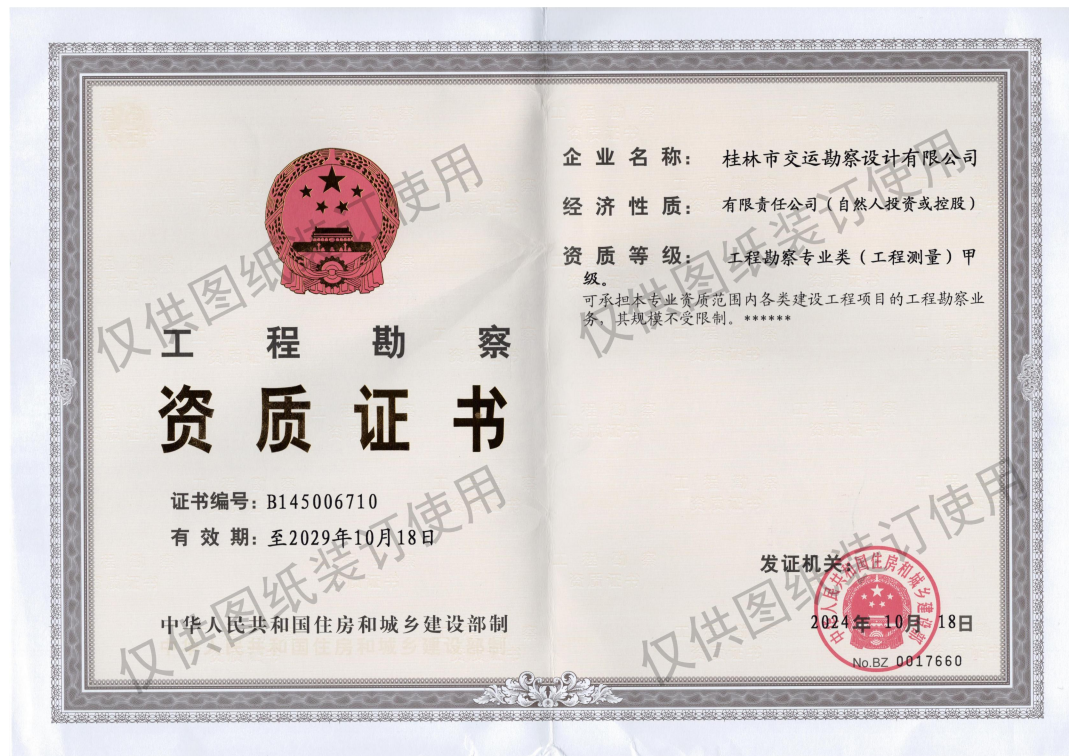 工程勘察
资质证书
证书编号：B145006710
有效期：至2029年10月18日
中华人民共和国住房和城乡建设部制
企业名称：桂林市交运勘察设计有限公司
经济性质：有限责任公司（自然人投资或控股）
资质等级：工程勘察专业类（工程测量）甲
级。
可承担本专业资质范围内各类建设工程项目的工程勘察业
务，其规模不受限制。******
发证机关：
中华人民共和国住房和城乡建设部
2024年10月18日
No.BZ 0017660
仅供图纸装订使用
仅供图纸装订使用
仅供图纸装订使用
仅供图纸装订使用